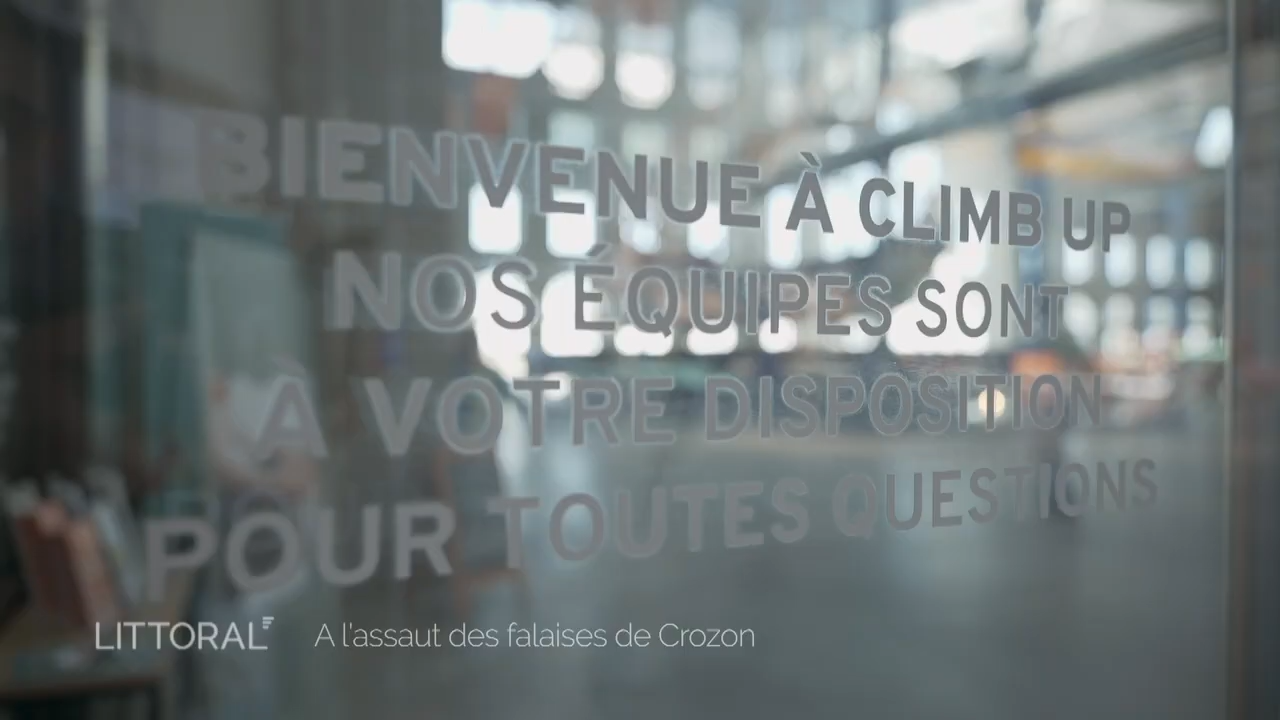 BIENVENUE À CLIMB UP
NOS ÉQUIPES SONT
À VOTRE DISPOSITION
POUR TOUTES QUESTIONS
LITTORAL A l'assaut des falaises de Crozon